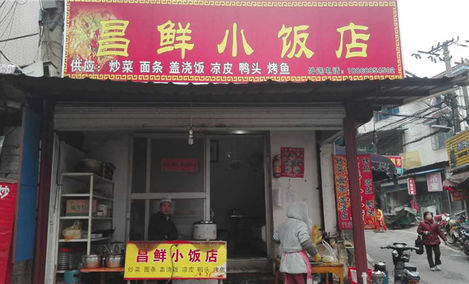 昌鲜小饭店
供应: 炒菜 面条 盖浇饭 凉皮 鸭头 烤鱼
昌鲜小饭店
炒菜 面条 盖浇饭 凉皮 鸭头 烤鱼